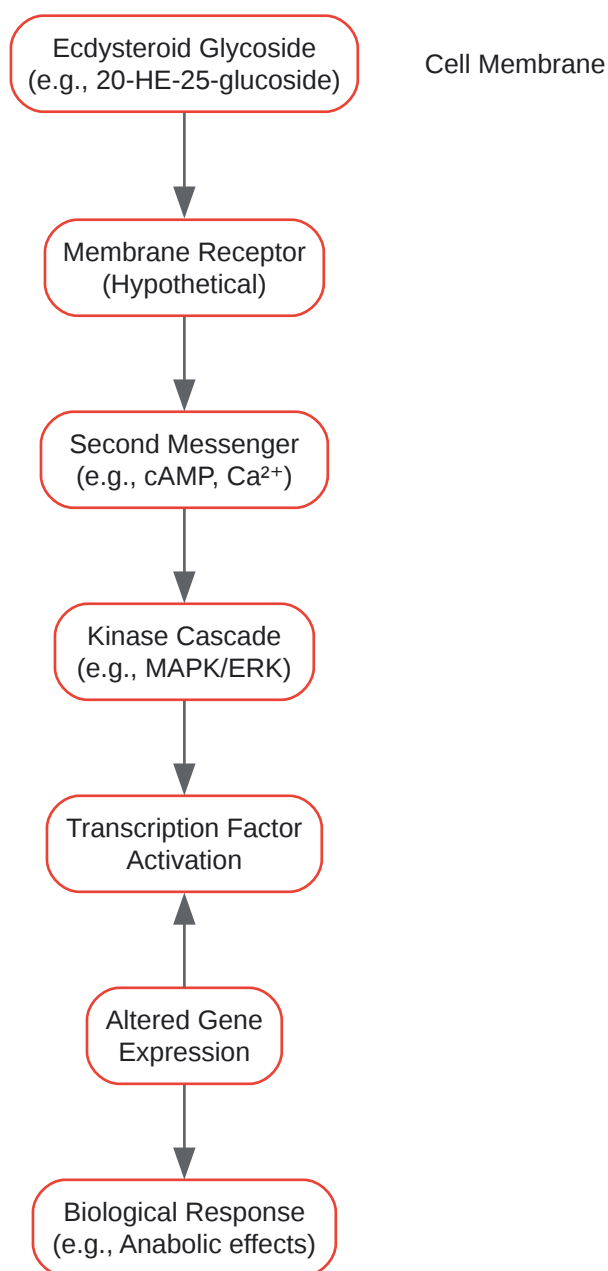 Ecdysteroid Glycoside
(e.g., 20-HE-25-glucoside)
Cell Membrane
Membrane Receptor
(Hypothetical)
Second Messenger
(e.g., cAMP, Ca²⁺)
Kinase Cascade
(e.g., MAPK/ERK)
Transcription Factor
Activation
Altered Gene
Expression
Biological Response
(e.g., Anabolic effects)